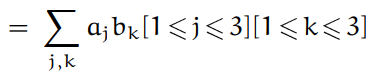 = ∑ a_j b_k [1 ⩽ j ⩽ 3][1 ⩽ k ⩽ 3]
j,k